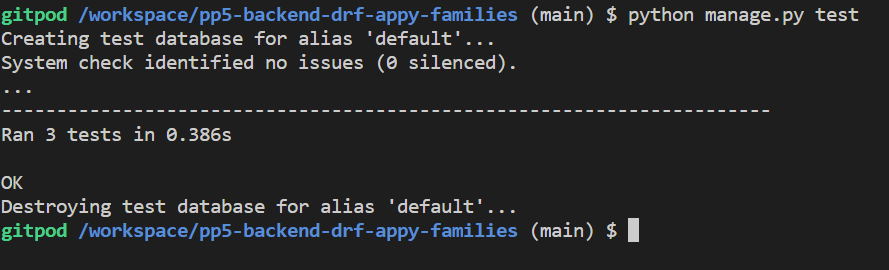 gitpod /workspace/pp5-backend-drf-appy-families (main) $ python manage.py test
Creating test database for alias 'default'...
System check identified no issues (0 silenced).
...
----------------------------------------------------------------------
Ran 3 tests in 0.386s
OK
Destroying test database for alias 'default'...
gitpod /workspace/pp5-backend-drf-appy-families (main) $